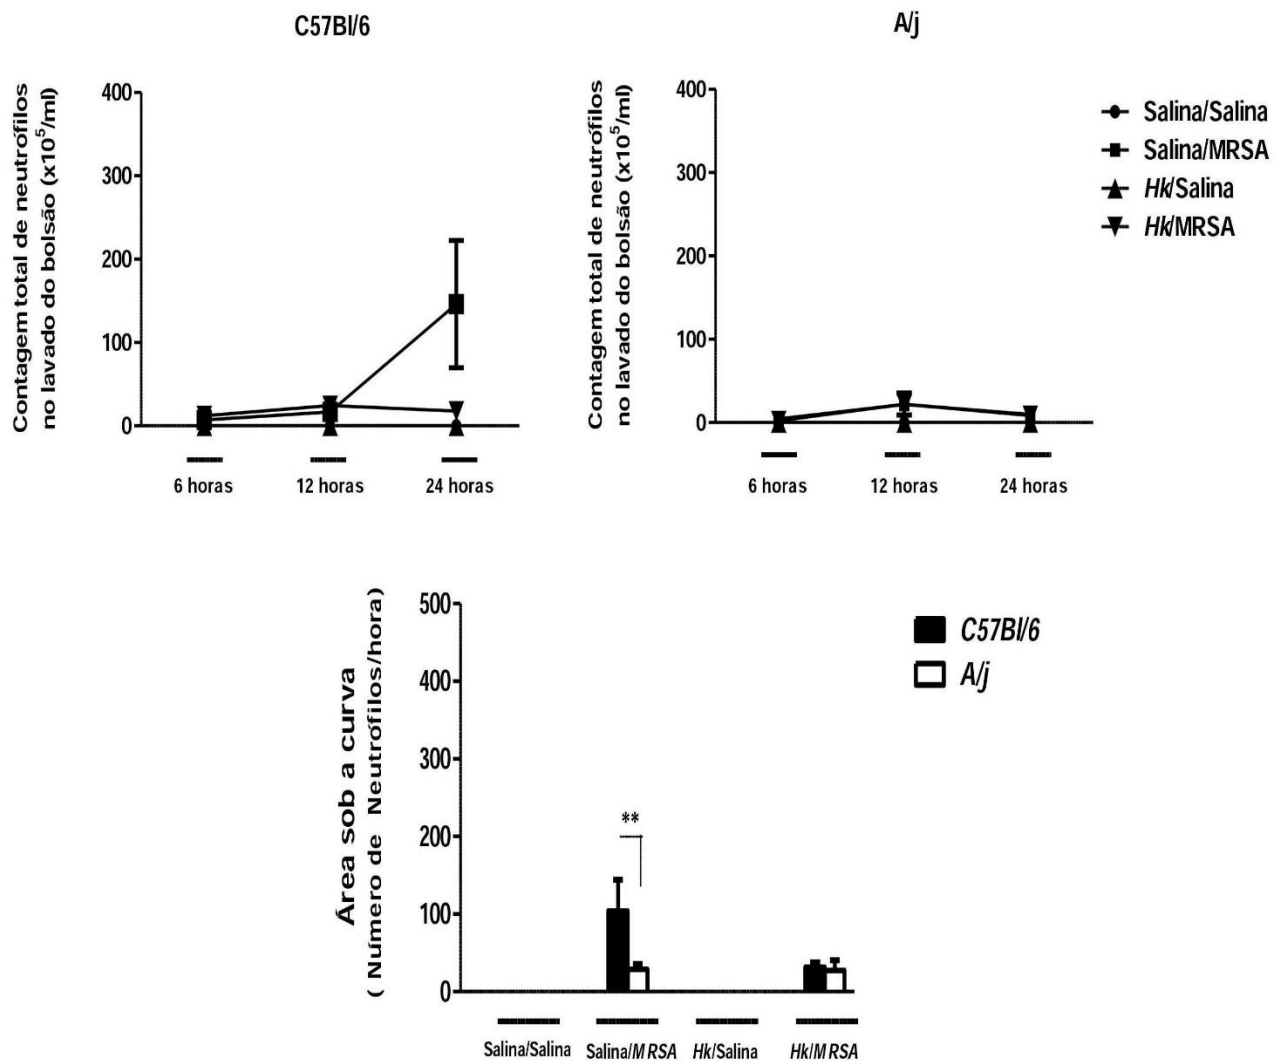 C57Bl/6
Contagem total de neutrófilos
no lavado do bolsão (x10⁵/ml)
400
300
200
100
0
6 horas 12 horas 24 horas
A/j
Contagem total de neutrófilos
no lavado do bolsão (x10⁵/ml)
400
300
200
100
0
6 horas 12 horas 24 horas
Salina/Salina
Salina/MRSA
Hk/Salina
Hk/MRSA
Área sob a curva
( Número de Neutrófilos/hora)
500
400
300
200
100
0
**
Salina/Salina Salina/MRSA Hk/Salina Hk/MRSA
C57Bl/6
A/j